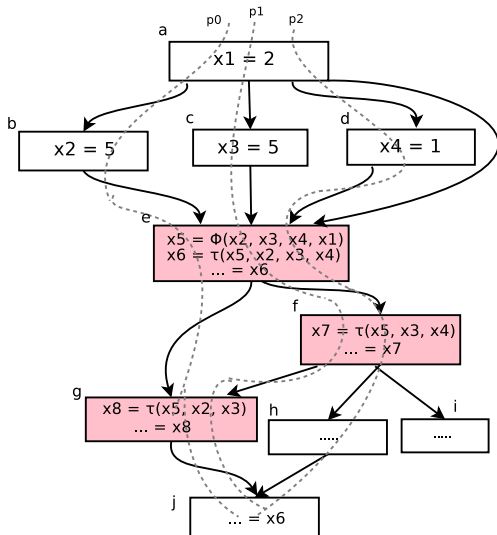 p0 p1 p2
a
x1 = 2
b
x2 = 5
c
x3 = 5
d
x4 = 1
e
x5 = Φ(x2, x3, x4, x1)
x6 = τ(x5, x2, x3, x4)
... = x6
f
x7 = τ(x5, x3, x4)
... = x7
g
x8 = τ(x5, x2, x3)
... = x8
h
.....
i
.....
j
... = x6